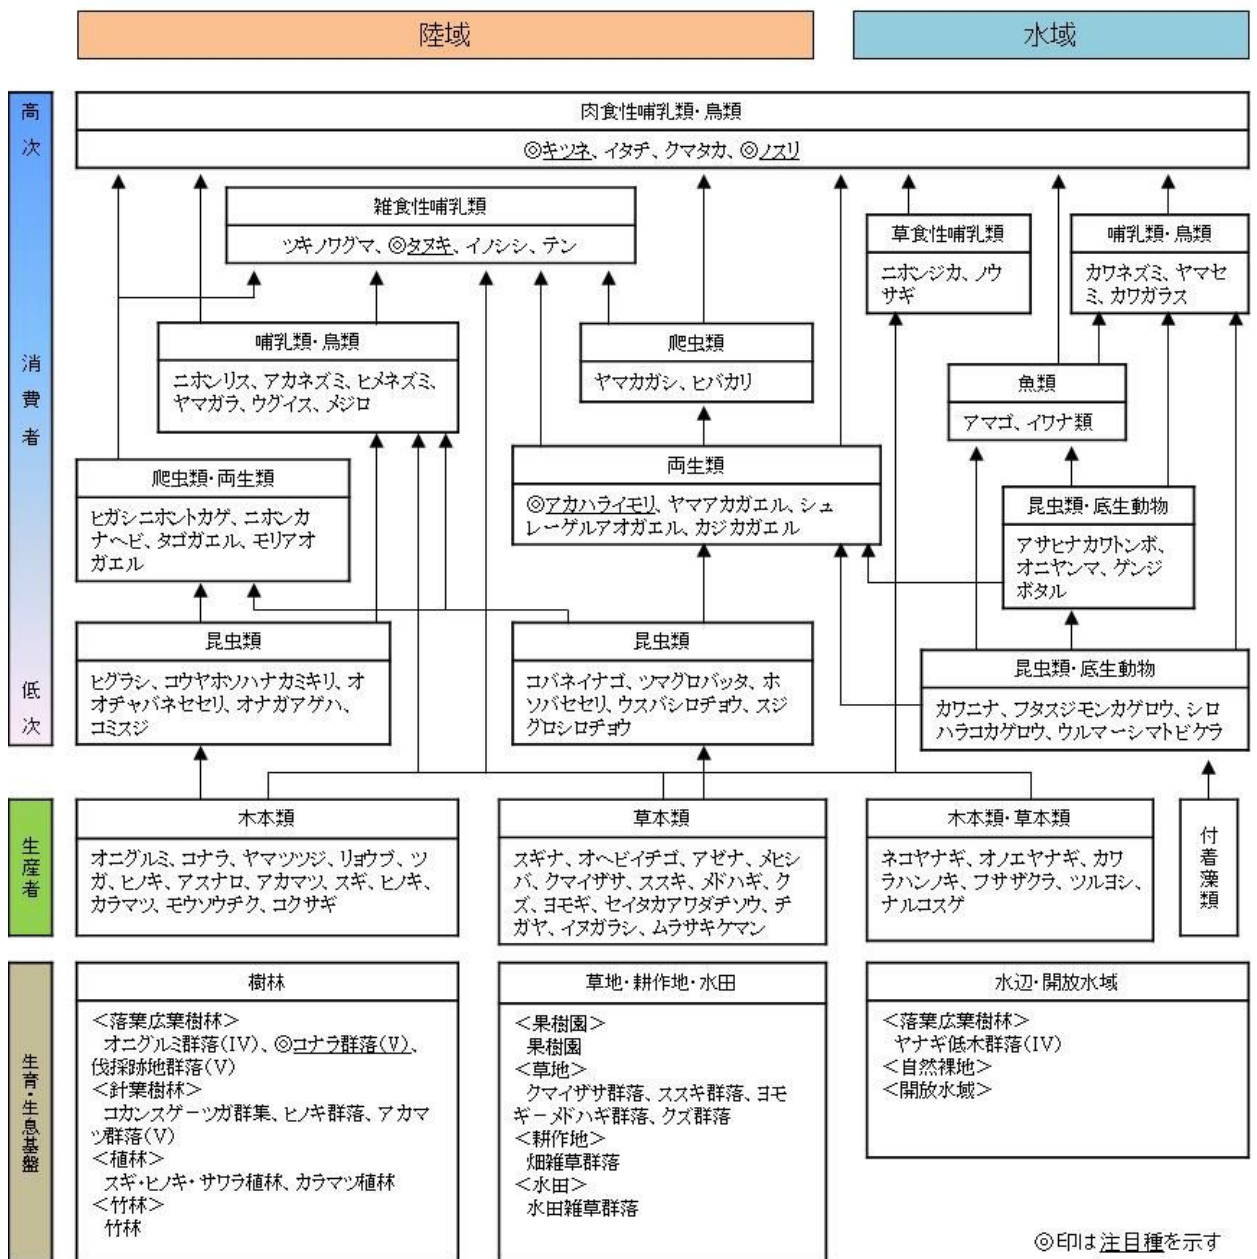 陸域
水域
高次
消費者
低次
肉食性哺乳類・鳥類
◎キツネ、イタチ、クマタカ、◎ノスリ
雑食性哺乳類
ツキノワグマ、◎タヌキ、イノシシ、テン
草食性哺乳類
ニホンジカ、ノウ
サギ
哺乳類・鳥類
カワネズミ、ヤマセ
ミ、カワガラス
哺乳類・鳥類
ニホンリス、アカネズミ、ヒメネズミ、
ヤマガラ、ウグイス、メジロ
爬虫類
ヤマカガシ、ヒバカリ
魚類
アマゴ、イワナ類
爬虫類・両生類
ヒガシニホントカゲ、ニホンカ
ナヘビ、タゴガエル、モリアオ
ガエル
両生類
◎アカハライモリ、ヤマアカガエル、シュ
レーゲルアオガエル、カジカガエル
昆虫類・底生動物
アサヒナカワトンボ、
オニヤンマ、ゲンジ
ボタル
昆虫類
ヒグラシ、コウヤホソハナカミキリ、オ
オチャバネセセリ、オナガアゲハ、
コミスジ
昆虫類
コバネイナゴ、ツマグロバッタ、ホ
ソバセセリ、ウスバシロチョウ、スジ
グロシロチョウ
昆虫類・底生動物
カワニナ、フタスジモンカゲロウ、シロ
ハラコカゲロウ、ウルマーシマトビケラ
生産者
木本類
オニグルミ、コナラ、ヤマツツジ、リョウブ、ツ
ガ、ヒノキ、アスナロ、アカマツ、スギ、ヒノキ、
カラマツ、モウソウチク、コクサギ
草本類
スギナ、オヘビイチゴ、アゼナ、メヒシ
バ、クマイザサ、ススキ、メドハギ、ク
ズ、ヨモギ、セイタカアワダチソウ、チ
ガヤ、イヌガラシ、ムラサキケマン
木本類・草本類
ネコヤナギ、オノエヤナギ、カワ
ラハンノキ、フサザクラ、ツルヨシ、
ナルコスゲ
付着藻類
生育・生息基盤
樹林
＜落葉広葉樹林＞
オニグルミ群落(IV)、◎コナラ群落(V)、
伐採跡地群落(V)
＜針葉樹林＞
コカンスゲーツガ群集、ヒノキ群落、アカマ
ツ群落(V)
＜植林＞
スギ・ヒノキ・サワラ植林、カラマツ植林
＜竹林＞
竹林
草地・耕作地・水田
＜果樹園＞
果樹園
＜草地＞
クマイザサ群落、ススキ群落、ヨモ
ギーメドハギ群落、クズ群落
＜耕作地＞
畑雑草群落
＜水田＞
水田雑草群落
水辺・開放水域
＜落葉広葉樹林＞
ヤナギ低木群落(IV)
＜自然裸地＞
＜開放水域＞
◎印は注目種を示す